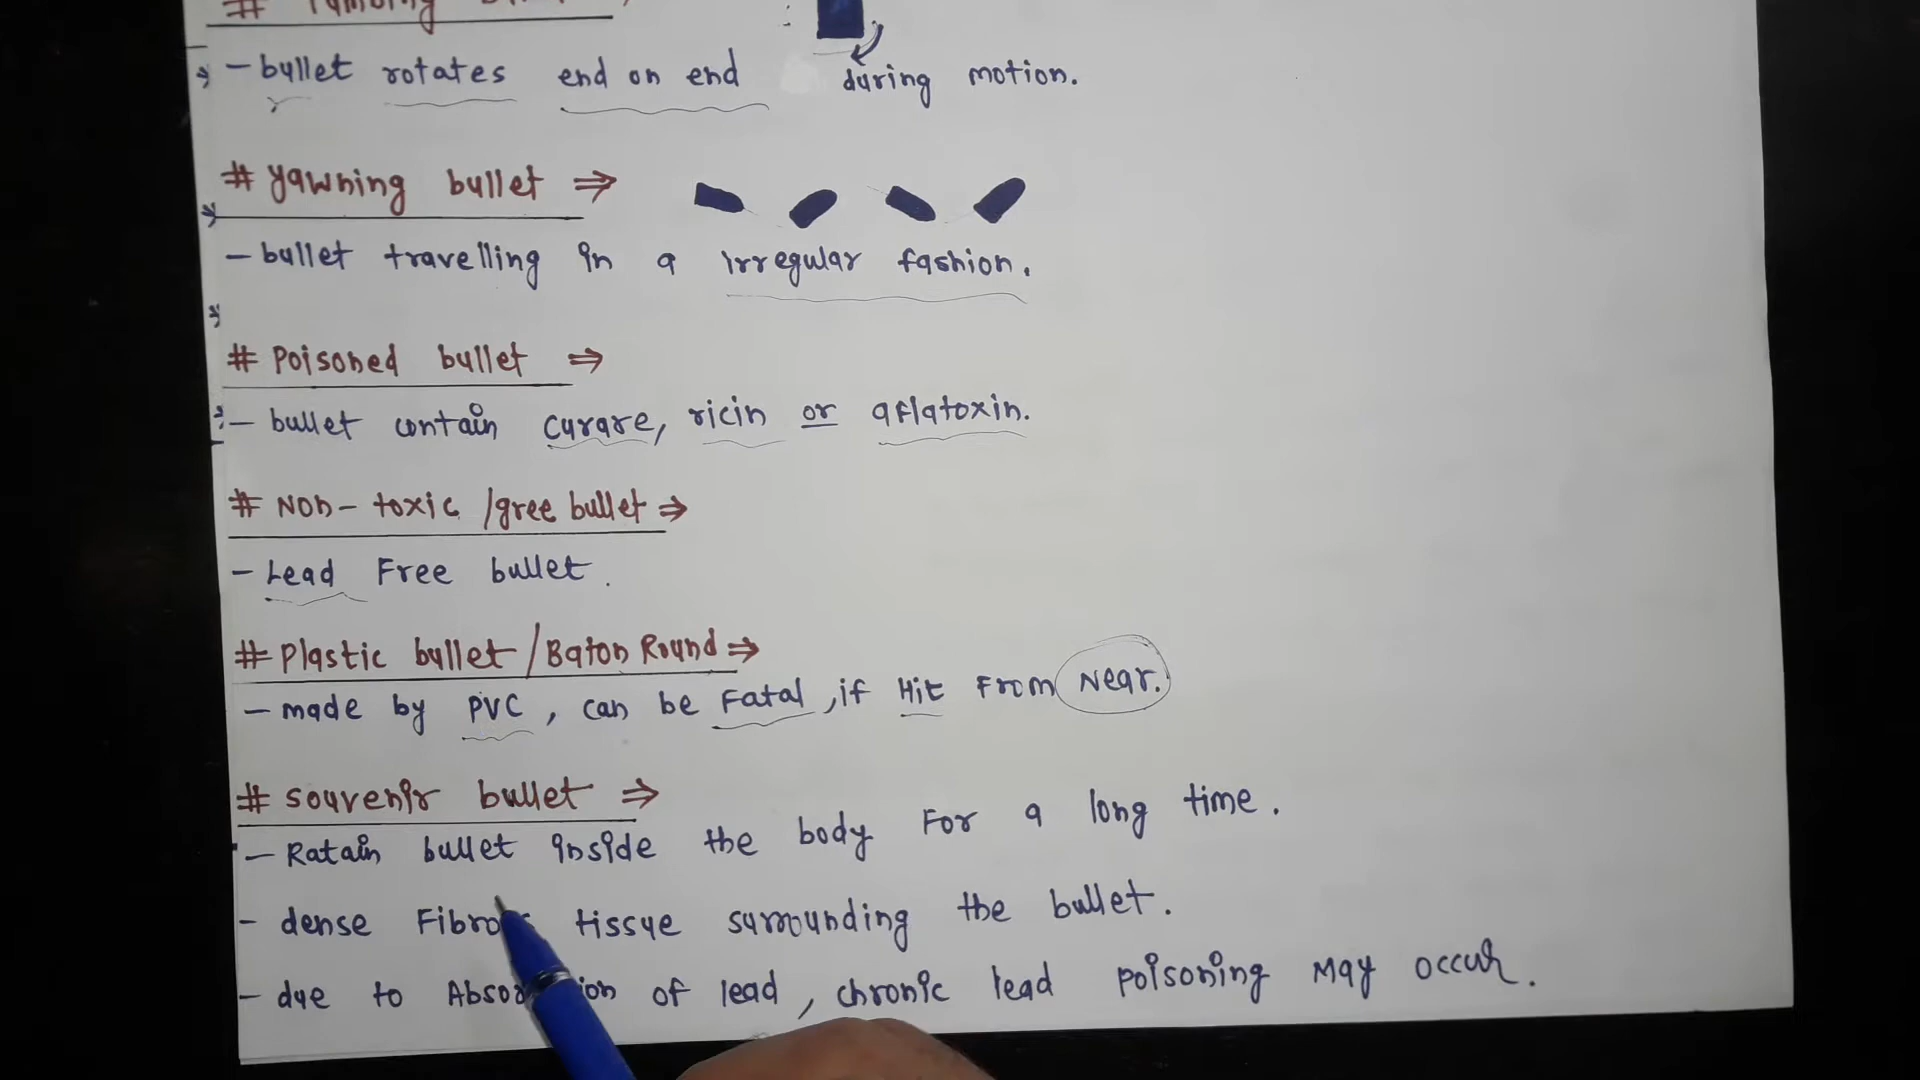 #
- bullet rotates end on end during motion.
# Yawning bullet ⇒
- bullet travelling in a irregular fashion.
# Poisoned bullet ⇒
- bullet contain curare, ricin or aflatoxin.
# Non-toxic /gree bullet ⇒
- Lead Free bullet.
# Plastic bullet / Baton Round ⇒
- made by PVC, can be Fatal, if Hit From Near.
# souvenir bullet ⇒
- Ratain bullet inside the body For a long time.
- dense tissue surrounding the bullet.
- due to of lead, chronic lead poisoning May occur.